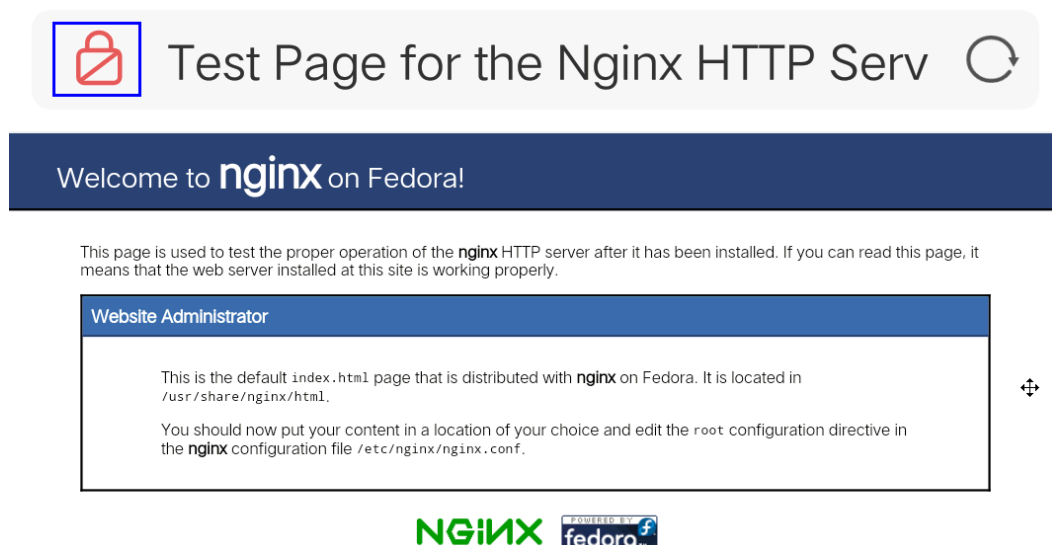 Test Page for the Nginx HTTP Serv
Welcome to nginx on Fedora!
This page is used to test the proper operation of the nginx HTTP server after it has been installed. If you can read this page, it
means that the web server installed at this site is working properly.
Website Administrator
This is the default index.html page that is distributed with nginx on Fedora. It is located in
/usr/share/nginx/html.
You should now put your content in a location of your choice and edit the root configuration directive in
the nginx configuration file /etc/nginx/nginx.conf.
NGINX
POWERED BY
fedora